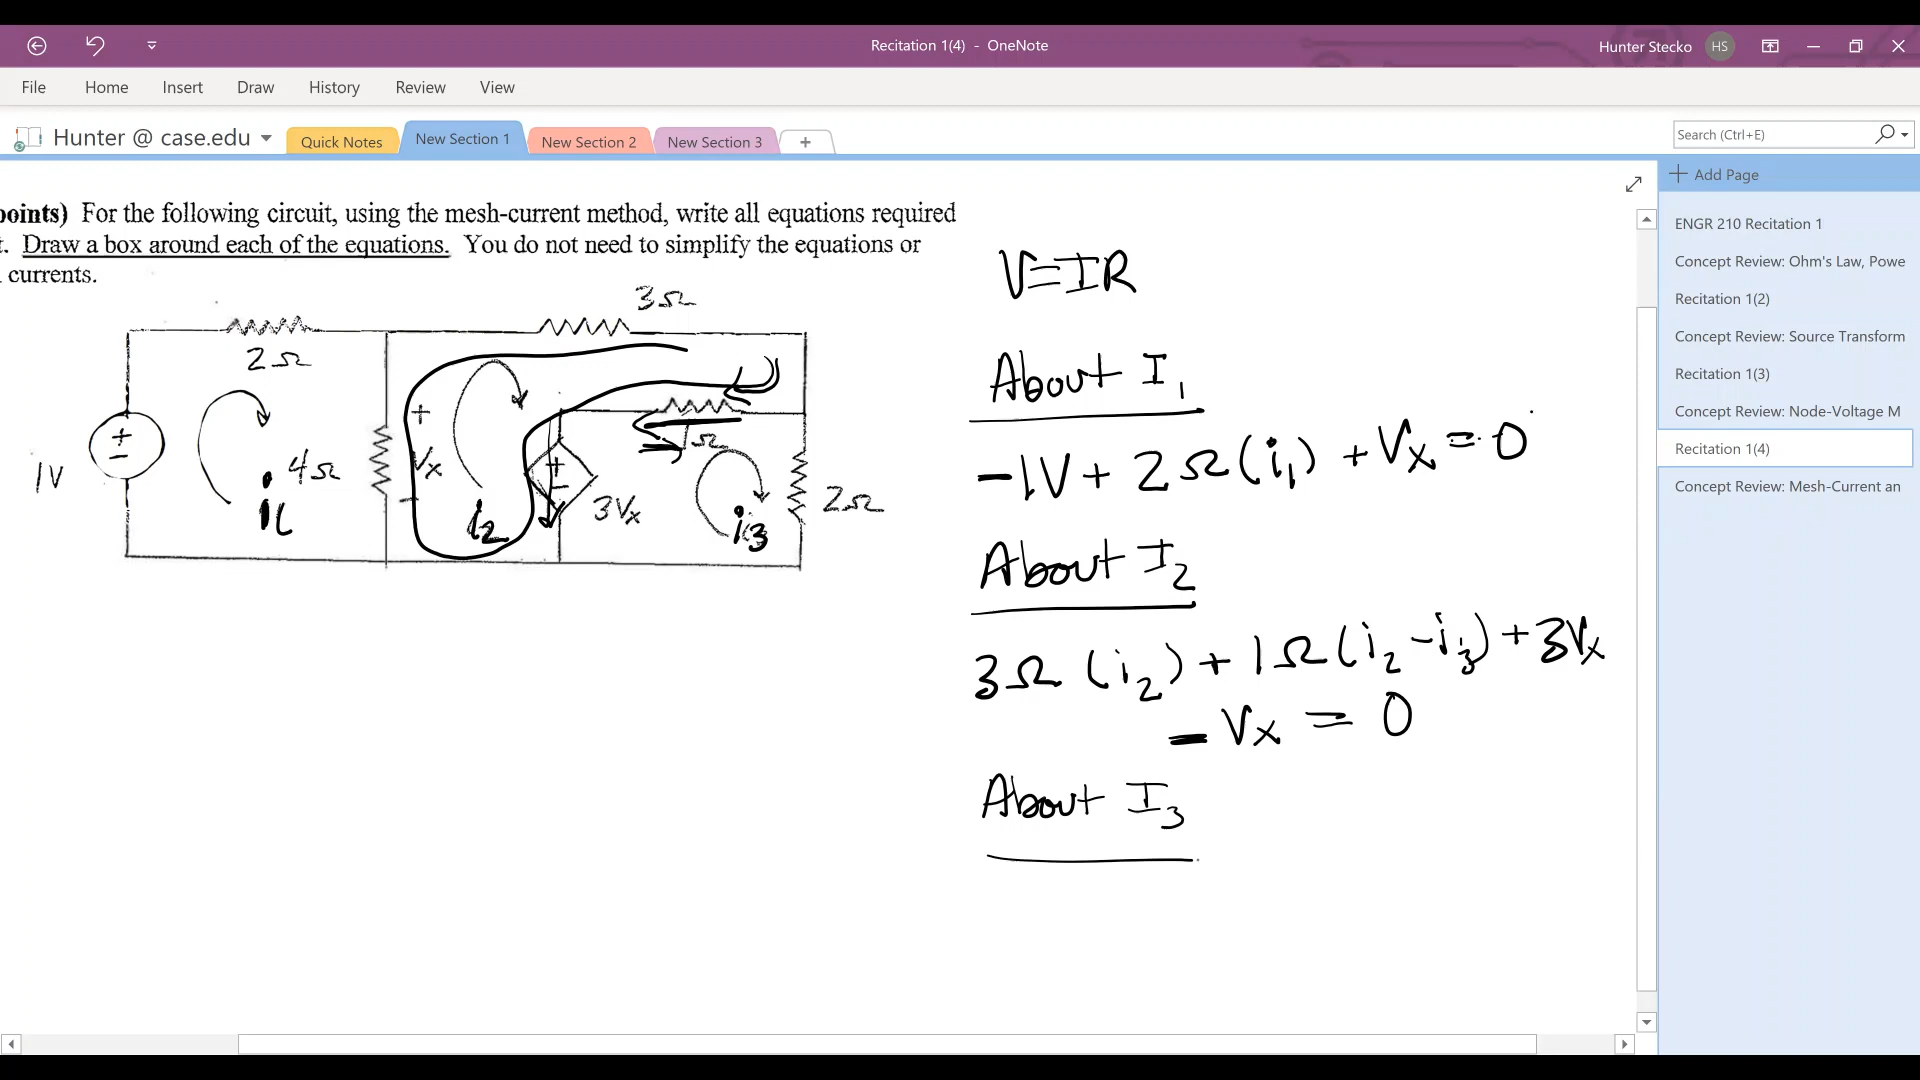 Recitation 1(4) - OneNote
Hunter Stecko HS
File Home Insert Draw History Review View
Hunter @ case.edu
Quick Notes New Section 1 New Section 2 New Section 3 +
Search (Ctrl+E)
Add Page
ENGR 210 Recitation 1
Concept Review: Ohm's Law, Powe
Recitation 1(2)
Concept Review: Source Transform
Recitation 1(3)
Concept Review: Node-Voltage M
Recitation 1(4)
Concept Review: Mesh-Current an
points) For the following circuit, using the mesh-current method, write all equations required
t. Draw a box around each of the equations. You do not need to simplify the equations or
currents.
3Ω
2Ω
1V
+
-
4Ω
i1
+
Vx
-
i2
+
-
3Vx
1Ω
i3
2Ω
V=IR
About I1
-1V + 2Ω(i1) + Vx = 0
About I2
3Ω (i2) + 1Ω(i2 - i3) + 3Vx
- Vx = 0
About I3